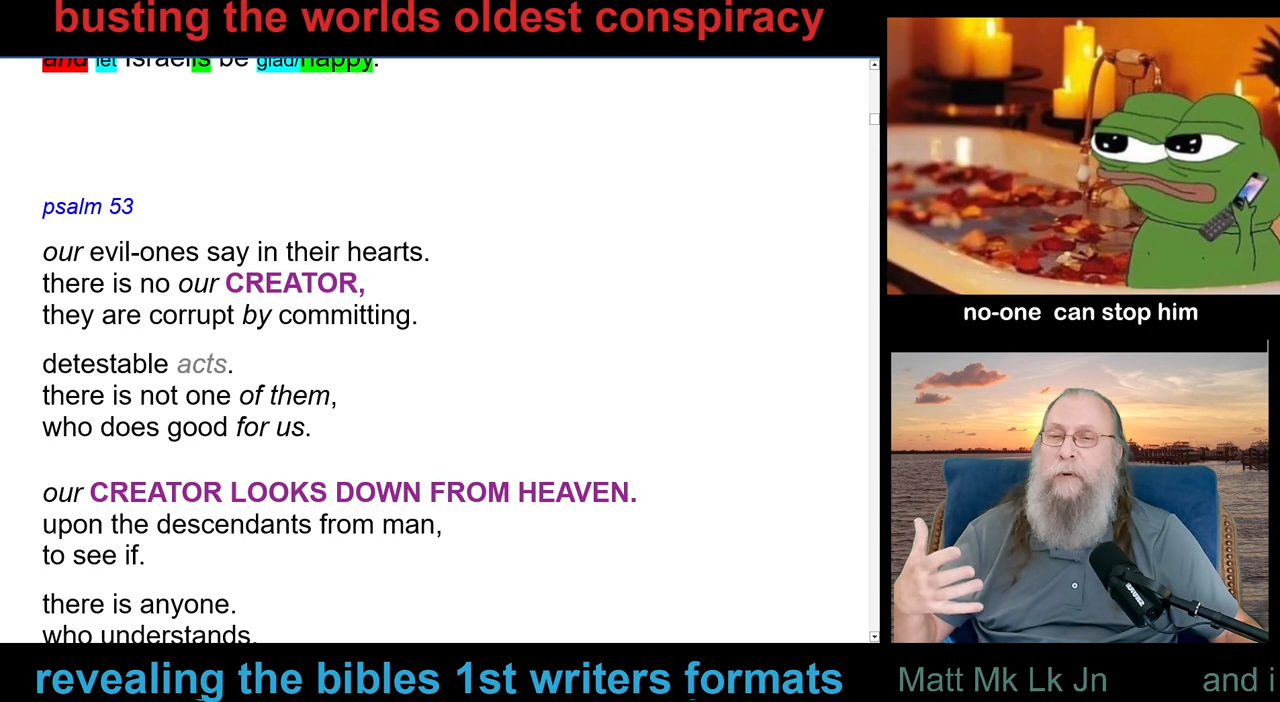 busting the worlds oldest conspiracy
and let Israelis be glad/happy.
psalm 53
our evil-ones say in their hearts.
there is no our CREATOR,
they are corrupt by committing.
detestable acts.
there is not one of them,
who does good for us.
our CREATOR LOOKS DOWN FROM HEAVEN.
upon the descendants from man,
to see if.
there is anyone.
who understands.
no-one can stop him
revealing the bibles 1st writers formats
Matt Mk Lk Jn and i